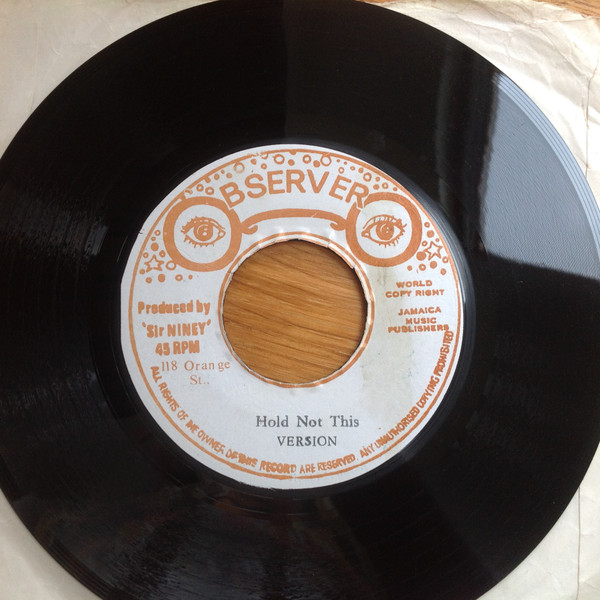 OBSERVER
WORLD
COPY RIGHT
JAMAICA
MUSIC
PUBLISHERS
Produced by
'SIr NINEY'
45 RPM
118 Orange
St..
Hold Not This
VERSION
ALL RIGHTS OF THE OWNER, OF THIS RECORD ARE RESERVED. ANY UNAUTHORISED COPYING PROHIBITED